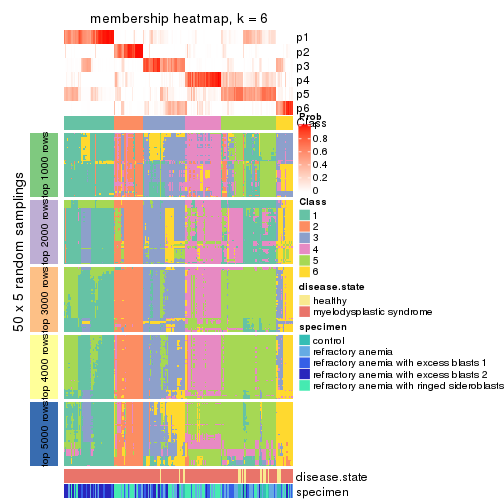 membership heatmap, k = 6
p1
p2
p3
p4
p5
p6
Class
Prob
1
0.8
0.6
0.4
0.2
0
Class
1
2
3
4
5
6
disease.state
healthy
myelodysplastic syndrome
specimen
control
refractory anemia
refractory anemia with excess blasts 1
refractory anemia with excess blasts 2
refractory anemia with ringed sideroblasts
50 x 5 random samplings
top 1000 rows
top 2000 rows
top 3000 rows
top 4000 rows
top 5000 rows
disease.state
specimen